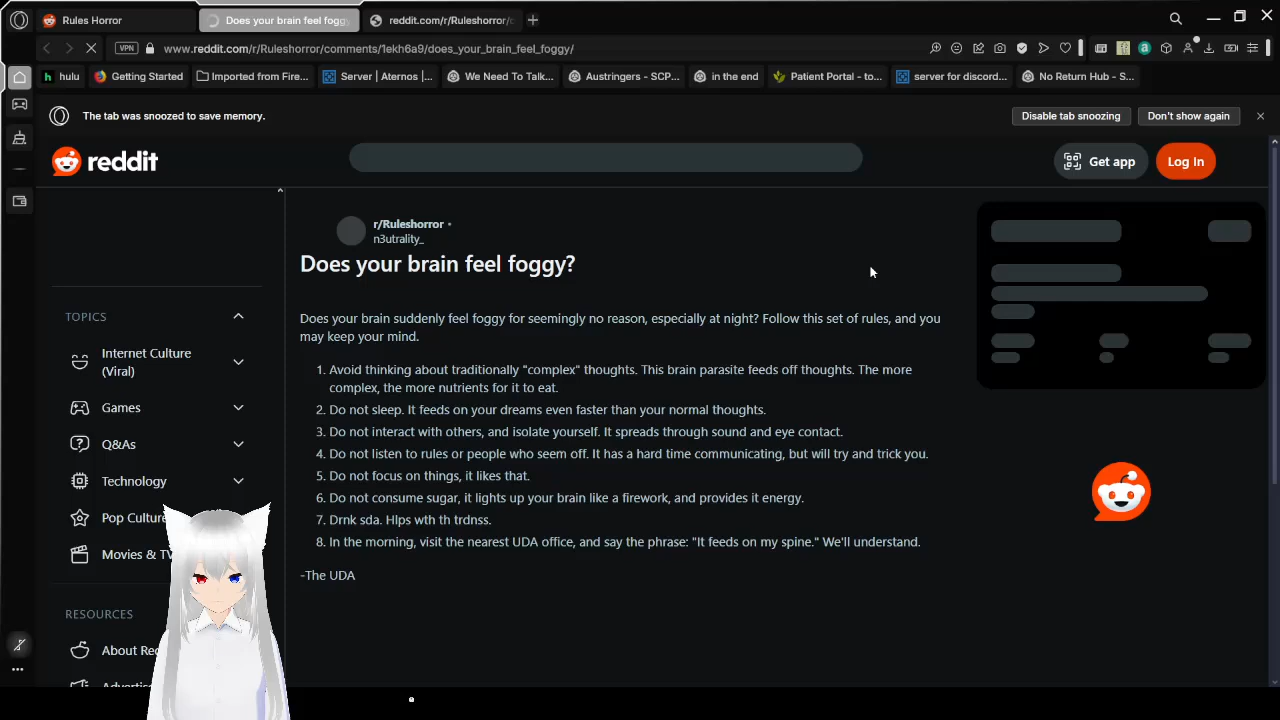 Rules Horror
Does your brain feel foggy
reddit.com/r/Ruleshorror/c
VPN
www.reddit.com/r/Ruleshorror/comments/1ekh6a9/does_your_brain_feel_foggy/
h hulu
Getting Started
Imported from Fire...
Server | Aternos |...
We Need To Talk...
Austringers - SCP...
in the end
Patient Portal - to...
server for discord...
No Return Hub - S...
The tab was snoozed to save memory.
Disable tab snoozing
Don't show again
reddit
Get app
Log In
r/Ruleshorror •
n3utrality_
Does your brain feel foggy?
Does your brain suddenly feel foggy for seemingly no reason, especially at night? Follow this set of rules, and you
may keep your mind.
1. Avoid thinking about traditionally "complex" thoughts. This brain parasite feeds off thoughts. The more
complex, the more nutrients for it to eat.
2. Do not sleep. It feeds on your dreams even faster than your normal thoughts.
3. Do not interact with others, and isolate yourself. It spreads through sound and eye contact.
4. Do not listen to rules or people who seem off. It has a hard time communicating, but will try and trick you.
5. Do not focus on things, it likes that.
6. Do not consume sugar, it lights up your brain like a firework, and provides it energy.
7. Drnk sda. Hlps wth th trdnss.
8. In the morning, visit the nearest UDA office, and say the phrase: "It feeds on my spine." We'll understand.
-The UDA
TOPICS
Internet Culture
(Viral)
Games
Q&As
Technology
Pop Culture
Movies & TV
RESOURCES
About Red